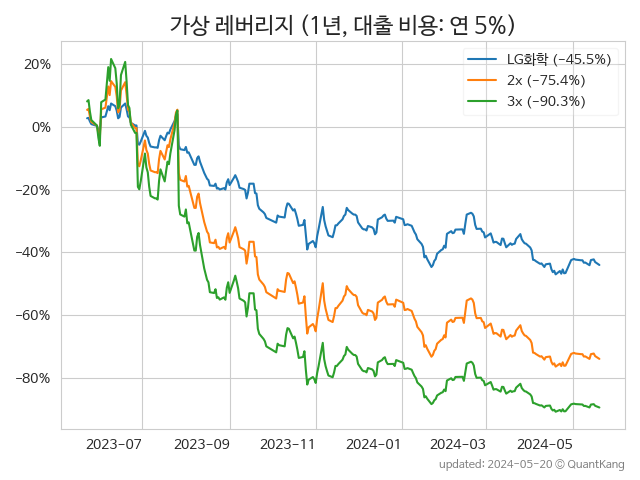 가상 레버리지 (1년, 대출 비용: 연 5%)
LG화학 (−45.5%)
2x (−75.4%)
3x (−90.3%)
20%
0%
−20%
−40%
−60%
−80%
2023-07 2023-09 2023-11 2024-01 2024-03 2024-05
updated: 2024-05-20 © QuantKang